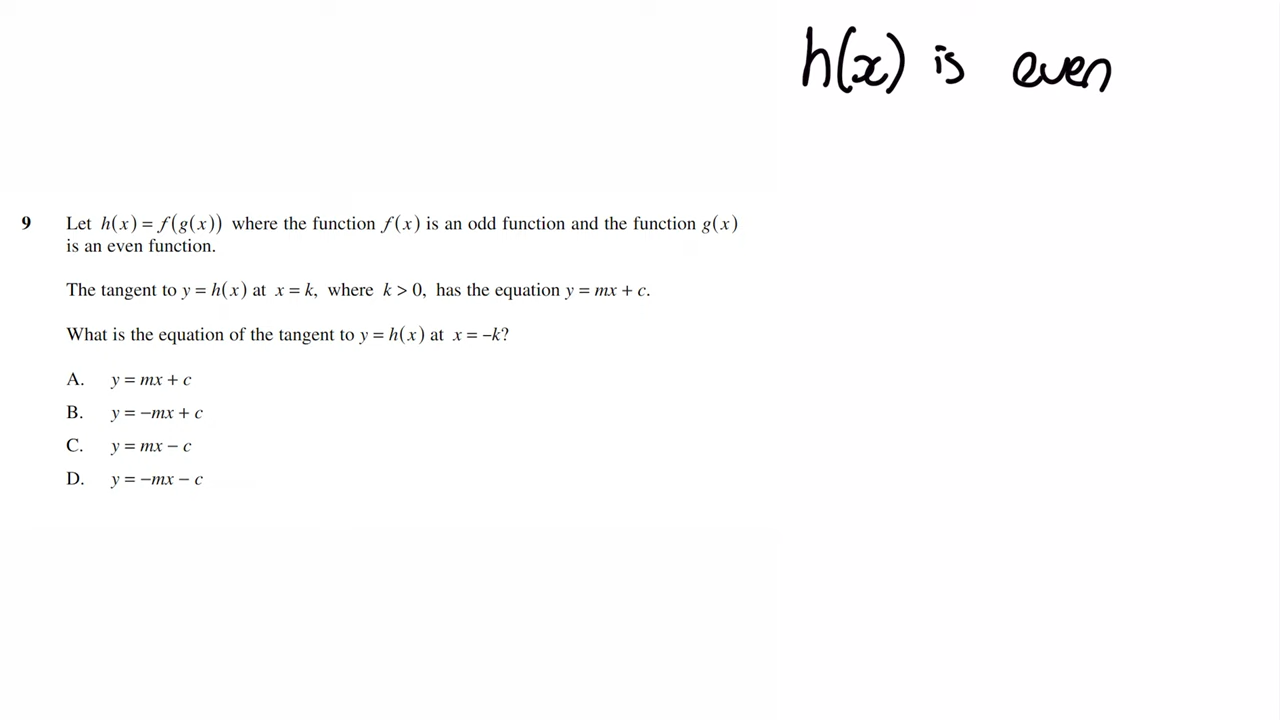 h(x) is even
9 Let h(x) = f(g(x)) where the function f(x) is an odd function and the function g(x)
is an even function.
The tangent to y = h(x) at x = k, where k > 0, has the equation y = mx + c.
What is the equation of the tangent to y = h(x) at x = −k?
A. y = mx + c
B. y = −mx + c
C. y = mx − c
D. y = −mx − c